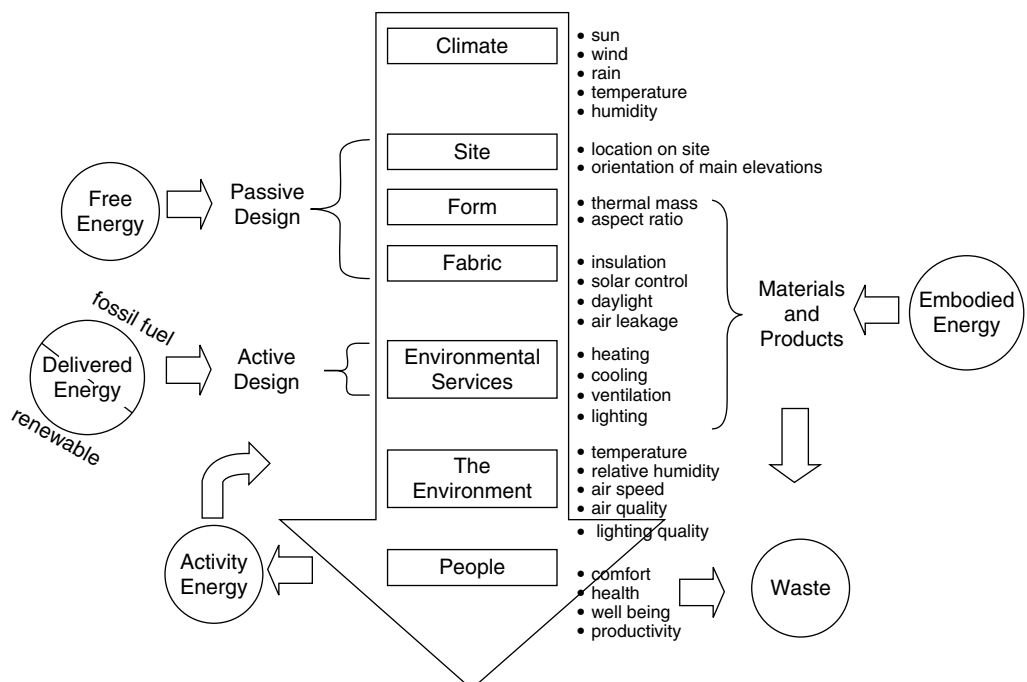 Climate
• sun
• wind
• rain
• temperature
• humidity
Site
• location on site
• orientation of main elevations
Free
Energy
Passive
Design
Form
• thermal mass
• aspect ratio
Fabric
• insulation
• solar control
• daylight
• air leakage
Materials
and
Products
Embodied
Energy
fossil fuel
Delivered
Energy
renewable
Active
Design
Environmental
Services
• heating
• cooling
• ventilation
• lighting
The
Environment
• temperature
• relative humidity
• air speed
• air quality
• lighting quality
Activity
Energy
People
• comfort
• health
• well being
• productivity
Waste